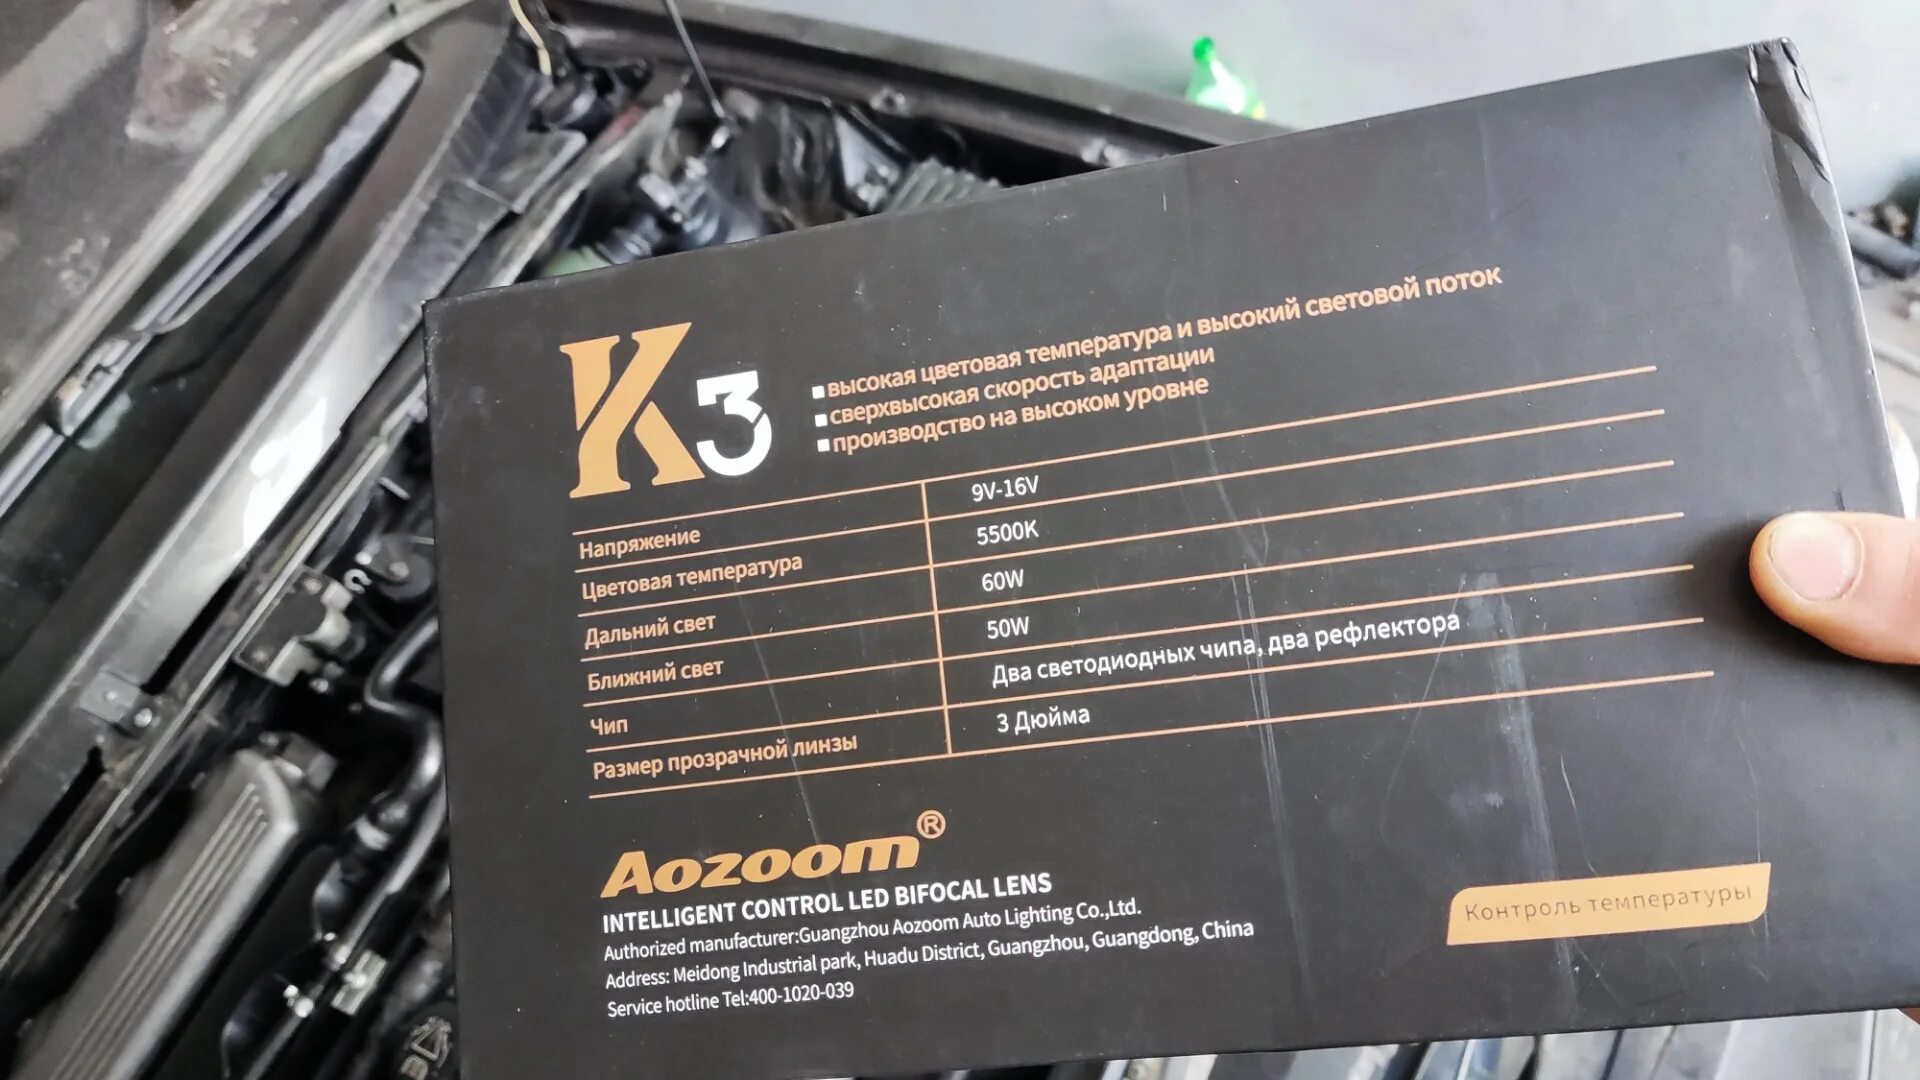 K3
высокая цветовая температура и высокий световой поток
сверхвысокая скорость адаптации
производство на высоком уровне
Напряжение 9V-16V
Цветовая температура 5500K
Дальний свет 60W
Ближний свет 50W
Чип Два светодиодных чипа, два рефлектора
Размер прозрачной линзы 3 Дюйма
Aozoom®
INTELLIGENT CONTROL LED BIFOCAL LENS
Authorized manufacturer:Guangzhou Aozoom Auto Lighting Co.,Ltd.
Address: Meidong Industrial park, Huadu District, Guangzhou, Guangdong, China
Service hotline Tel:400-1020-039
Контроль температуры